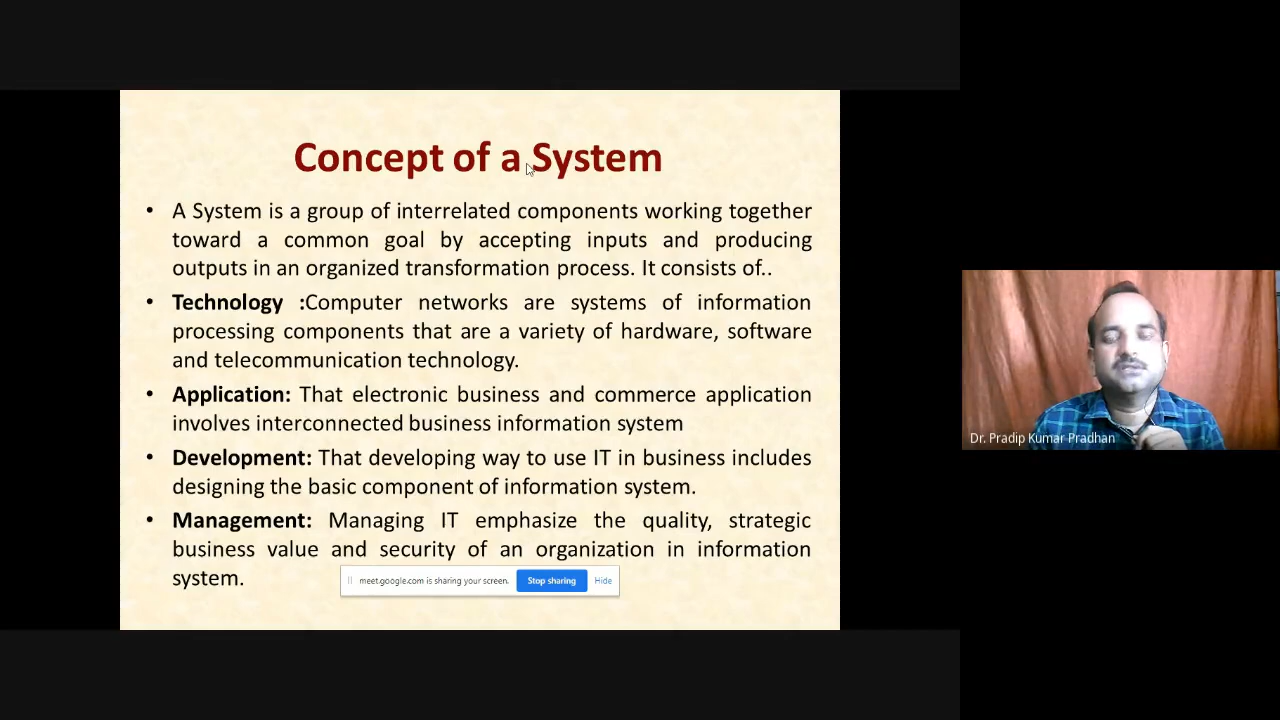 Concept of a System
• A System is a group of interrelated components working together
toward a common goal by accepting inputs and producing
outputs in an organized transformation process. It consists of..
• Technology :Computer networks are systems of information
processing components that are a variety of hardware, software
and telecommunication technology.
• Application: That electronic business and commerce application
involves interconnected business information system
• Development: That developing way to use IT in business includes
designing the basic component of information system.
• Management: Managing IT emphasize the quality, strategic
business value and security of an organization in information
system.
meet.google.com is sharing your screen. Stop sharing Hide
Dr. Pradip Kumar Pradhan